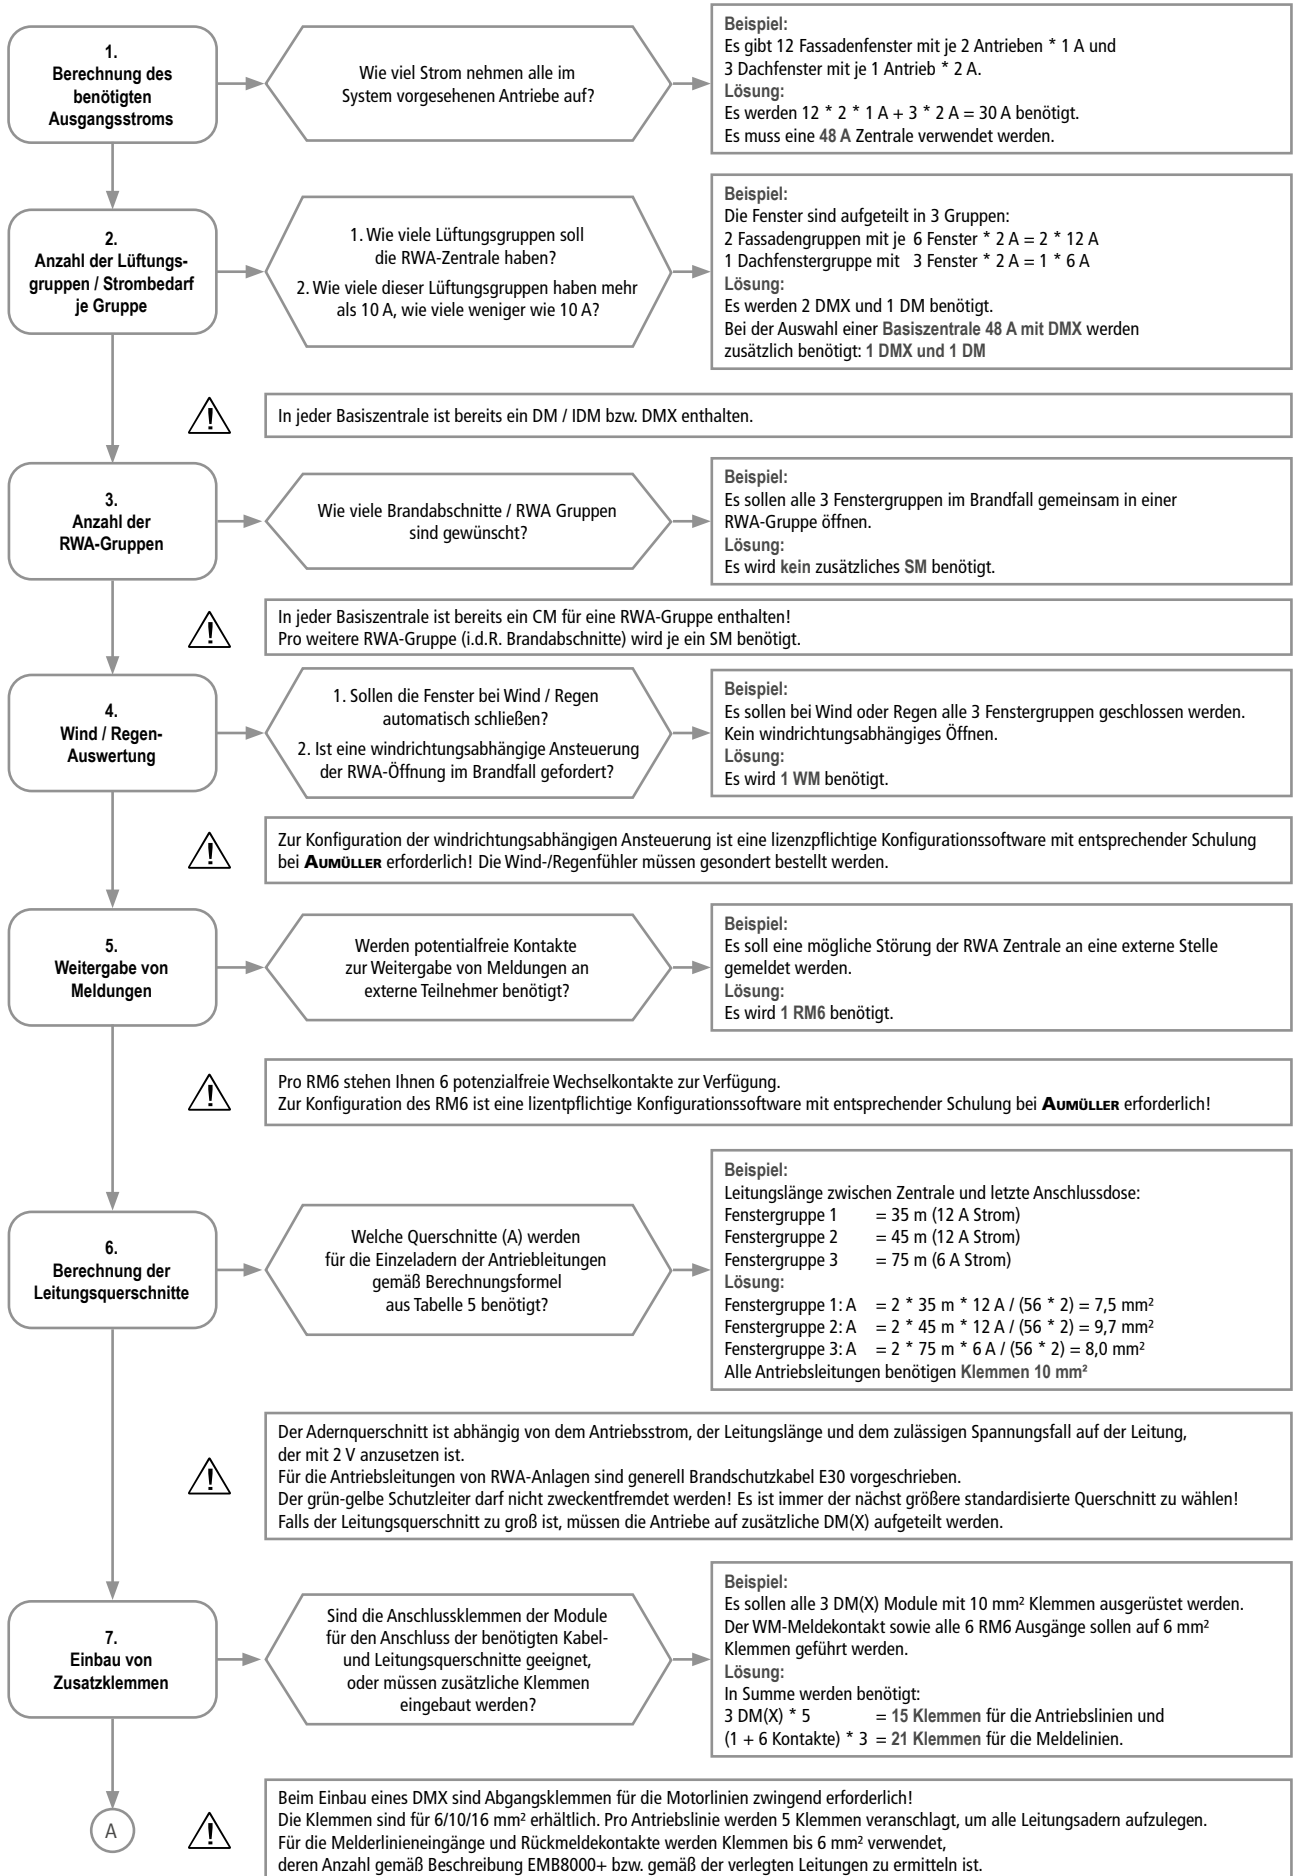 1.
Berechnung des
benötigten
Ausgangsstroms
Wie viel Strom nehmen alle im
System vorgesehenen Antriebe auf?
Beispiel:
Es gibt 12 Fassadenfenster mit je 2 Antrieben * 1 A und
3 Dachfenster mit je 1 Antrieb * 2 A.
Lösung:
Es werden 12 * 2 * 1 A + 3 * 2 A = 30 A benötigt.
Es muss eine 48 A Zentrale verwendet werden.
2.
Anzahl der Lüftungs-
gruppen / Strombedarf
je Gruppe
1. Wie viele Lüftungsgruppen soll
die RWA-Zentrale haben?
2. Wie viele dieser Lüftungsgruppen haben mehr
als 10 A, wie viele weniger wie 10 A?
Beispiel:
Die Fenster sind aufgeteilt in 3 Gruppen:
2 Fassadengruppen mit je 6 Fenster * 2 A = 2 * 12 A
1 Dachfenstergruppe mit 3 Fenster * 2 A = 1 * 6 A
Lösung:
Es werden 2 DMX und 1 DM benötigt.
Bei der Auswahl einer Basiszentrale 48 A mit DMX werden
zusätzlich benötigt: 1 DMX und 1 DM
In jeder Basiszentrale ist bereits ein DM / IDM bzw. DMX enthalten.
3.
Anzahl der
RWA-Gruppen
Wie viele Brandabschnitte / RWA Gruppen
sind gewünscht?
Beispiel:
Es sollen alle 3 Fenstergruppen im Brandfall gemeinsam in einer
RWA-Gruppe öffnen.
Lösung:
Es wird kein zusätzliches SM benötigt.
In jeder Basiszentrale ist bereits ein CM für eine RWA-Gruppe enthalten!
Pro weitere RWA-Gruppe (i.d.R. Brandabschnitte) wird je ein SM benötigt.
4.
Wind / Regen-
Auswertung
1. Sollen die Fenster bei Wind / Regen
automatisch schließen?
2. Ist eine windrichtungsabhängige Ansteuerung
der RWA-Öffnung im Brandfall gefordert?
Beispiel:
Es sollen bei Wind oder Regen alle 3 Fenstergruppen geschlossen werden.
Kein windrichtungsabhängiges Öffnen.
Lösung:
Es wird 1 WM benötigt.
Zur Konfiguration der windrichtungsabhängigen Ansteuerung ist eine lizenzpflichtige Konfigurationssoftware mit entsprechender Schulung
bei AUMÜLLER erforderlich! Die Wind-/Regenfühler müssen gesondert bestellt werden.
5.
Weitergabe von
Meldungen
Werden potentialfreie Kontakte
zur Weitergabe von Meldungen an
externe Teilnehmer benötigt?
Beispiel:
Es soll eine mögliche Störung der RWA Zentrale an eine externe Stelle
gemeldet werden.
Lösung:
Es wird 1 RM6 benötigt.
Pro RM6 stehen Ihnen 6 potenzialfreie Wechselkontakte zur Verfügung.
Zur Konfiguration des RM6 ist eine lizentpflichtige Konfigurationssoftware mit entsprechender Schulung bei AUMÜLLER erforderlich!
6.
Berechnung der
Leitungsquerschnitte
Welche Querschnitte (A) werden
für die Einzeladern der Antriebleitungen
gemäß Berechnungsformel
aus Tabelle 5 benötigt?
Beispiel:
Leitungslänge zwischen Zentrale und letzte Anschlussdose:
Fenstergruppe 1 = 35 m (12 A Strom)
Fenstergruppe 2 = 45 m (12 A Strom)
Fenstergruppe 3 = 75 m (6 A Strom)
Lösung:
Fenstergruppe 1: A = 2 * 35 m * 12 A / (56 * 2) = 7,5 mm²
Fenstergruppe 2: A = 2 * 45 m * 12 A / (56 * 2) = 9,7 mm²
Fenstergruppe 3: A = 2 * 75 m * 6 A / (56 * 2) = 8,0 mm²
Alle Antriebsleitungen benötigen Klemmen 10 mm²
Der Adernquerschnitt ist abhängig von dem Antriebsstrom, der Leitungslänge und dem zulässigen Spannungsfall auf der Leitung,
der mit 2 V anzusetzen ist.
Für die Antriebsleitungen von RWA-Anlagen sind generell Brandschutzkabel E30 vorgeschrieben.
Der grün-gelbe Schutzleiter darf nicht zweckentfremdet werden! Es ist immer der nächst größere standardisierte Querschnitt zu wählen!
Falls der Leitungsquerschnitt zu groß ist, müssen die Antriebe auf zusätzliche DM(X) aufgeteilt werden.
7.
Einbau von
Zusatzklemmen
Sind die Anschlussklemmen der Module
für den Anschluss der benötigten Kabel-
und Leitungsquerschnitte geeignet,
oder müssen zusätzliche Klemmen
eingebaut werden?
Beispiel:
Es sollen alle 3 DM(X) Module mit 10 mm² Klemmen ausgerüstet werden.
Der WM-Meldekontakt sowie alle 6 RM6 Ausgänge sollen auf 6 mm²
Klemmen geführt werden.
Lösung:
In Summe werden benötigt:
3 DM(X) * 5 = 15 Klemmen für die Antriebslinien und
(1 + 6 Kontakte) * 3 = 21 Klemmen für die Meldelinien.
A
Beim Einbau eines DMX sind Abgangsklemmen für die Motorlinien zwingend erforderlich!
Die Klemmen sind für 6/10/16 mm² erhältlich. Pro Antriebslinie werden 5 Klemmen veranschlagt, um alle Leitungsadern aufzulegen.
Für die Melderlinieneingänge und Rückmeldekontakte werden Klemmen bis 6 mm² verwendet,
deren Anzahl gemäß Beschreibung EMB8000+ bzw. gemäß der verlegten Leitungen zu ermitteln ist.